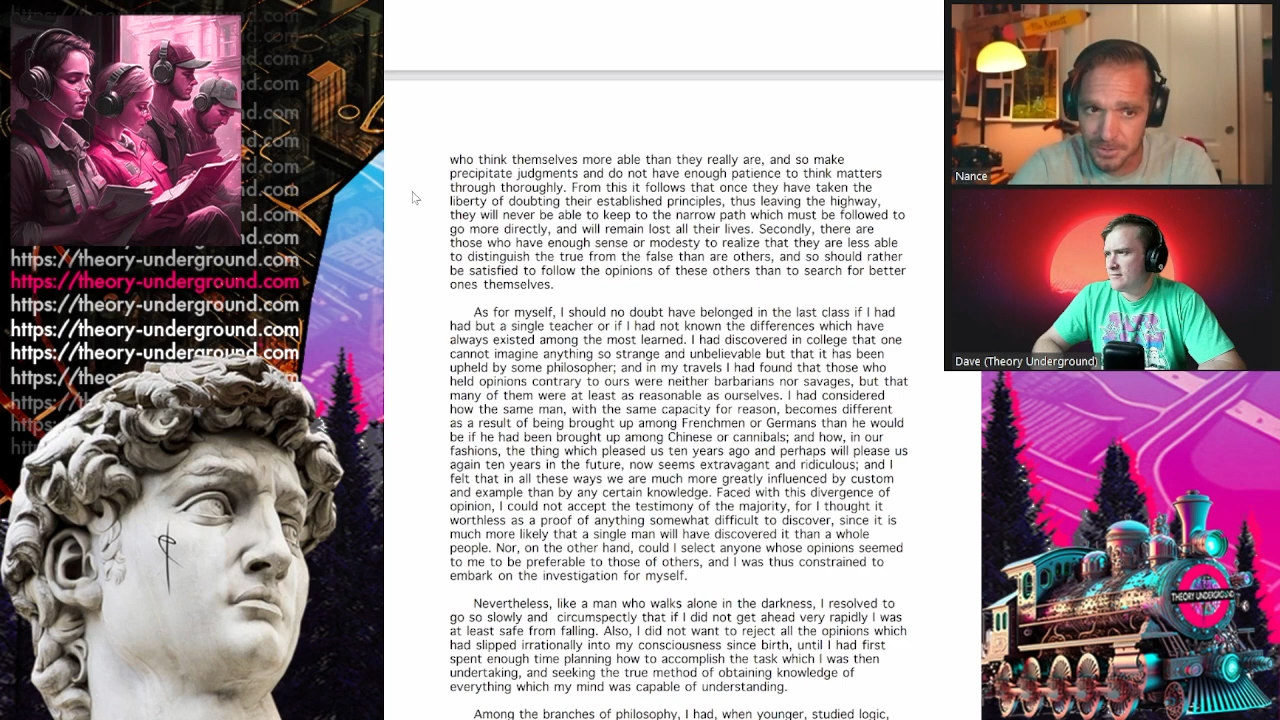 https://theory-underground.com
.com
.com
.com
.com
.com
.com
.com
.com
https://theory-underground.com
https://theory-underground.com
https://theory-underground.com
https://theory-underground.com
https://theory-underground.com
https://
https://
who think themselves more able than they really are, and so make
precipitate judgments and do not have enough patience to think matters
through thoroughly. From this it follows that once they have taken the
liberty of doubting their established principles, thus leaving the highway,
they will never be able to keep to the narrow path which must be followed to
go more directly, and will remain lost all their lives. Secondly, there are
those who have enough sense or modesty to realize that they are less able
to distinguish the true from the false than are others, and so should rather
be satisfied to follow the opinions of these others than to search for better
ones themselves.
As for myself, I should no doubt have belonged in the last class if I had
had but a single teacher or if I had not known the differences which have
always existed among the most learned. I had discovered in college that one
cannot imagine anything so strange and unbelievable but that it has been
upheld by some philosopher; and in my travels I had found that those who
held opinions contrary to ours were neither barbarians nor savages, but that
many of them were at least as reasonable as ourselves. I had considered
how the same man, with the same capacity for reason, becomes different
as a result of being brought up among Frenchmen or Germans than he would
be if he had been brought up among Chinese or cannibals; and how, in our
fashions, the thing which pleased us ten years ago and perhaps will please us
again ten years in the future, now seems extravagant and ridiculous; and I
felt that in all these ways we are much more greatly influenced by custom
and example than by any certain knowledge. Faced with this divergence of
opinion, I could not accept the testimony of the majority, for I thought it
worthless as a proof of anything somewhat difficult to discover, since it is
much more likely that a single man will have discovered it than a whole
people. Nor, on the other hand, could I select anyone whose opinions seemed
to me to be preferable to those of others, and I was thus constrained to
embark on the investigation for myself.
Nevertheless, like a man who walks alone in the darkness, I resolved to
go so slowly and circumspectly that if I did not get ahead very rapidly I was
at least safe from falling. Also, I did not want to reject all the opinions which
had slipped irrationally into my consciousness since birth, until I had first
spent enough time planning how to accomplish the task which I was then
undertaking, and seeking the true method of obtaining knowledge of
everything which my mind was capable of understanding.
Among the branches of philosophy, I had, when younger, studied logic,
Nance
Dave (Theory Underground)
THEORY UNDERGROUND